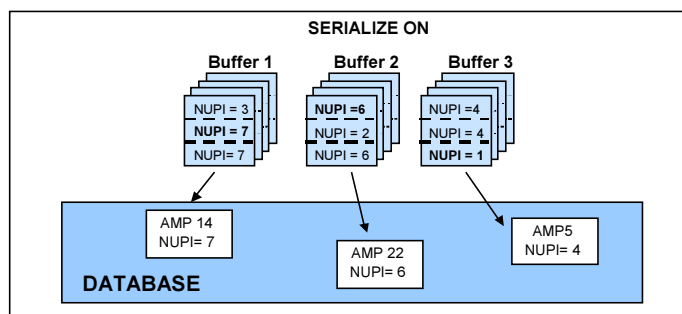 SERIALIZE ON
Buffer 1
Buffer 2
Buffer 3
NUPI = 3
NUPI = 7
NUPI= 7
NUPI =6
NUPI = 2
NUPI = 6
NUPI =4
NUPI = 4
NUPI = 1
AMP 14
NUPI= 7
AMP 22
NUPI= 6
AMP5
NUPI= 4
DATABASE